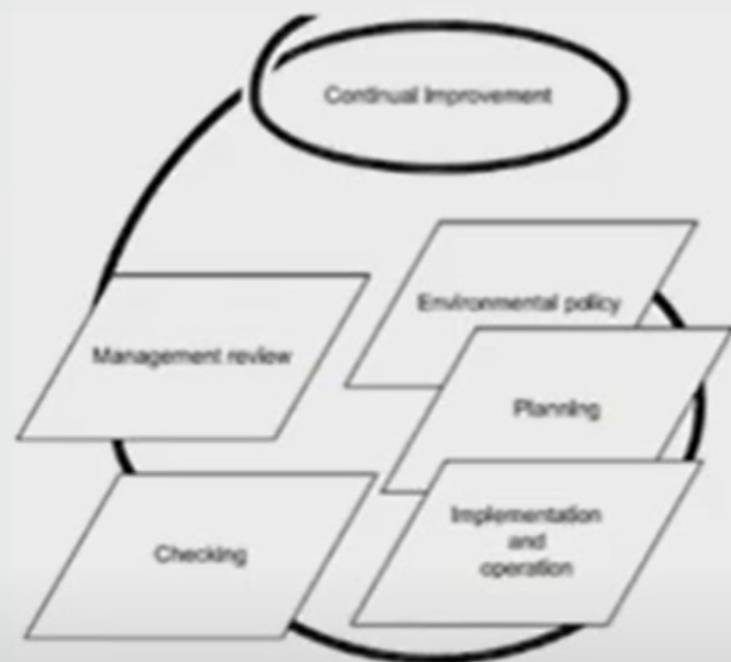 Continual Improvement
Environmental policy
Management review
Planning
Implementation
and
operation
Checking